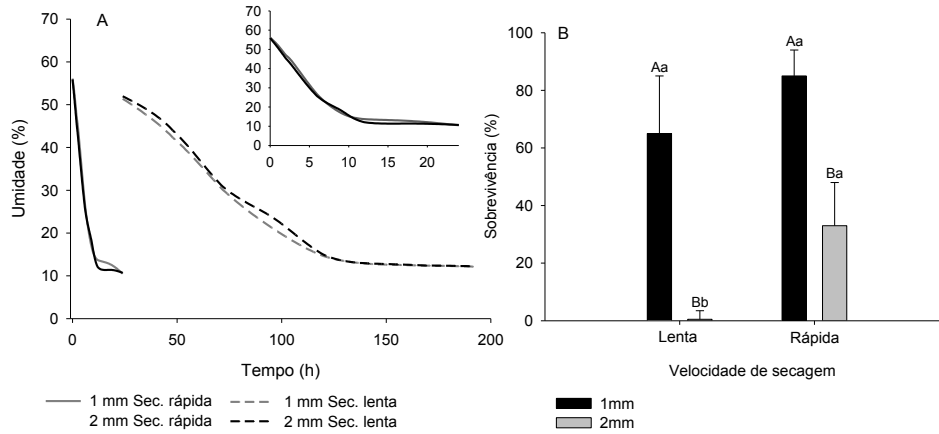 A
70
60
50
40
30
20
10
0
Umidade (%)
0
50
100
150
200
Tempo (h)
70
60
50
40
30
20
10
0
0
5
10
15
20
1 mm Sec. rápida
2 mm Sec. rápida
1 mm Sec. lenta
2 mm Sec. lenta
B
100
80
60
40
20
0
Sobrevivência (%)
Aa
Bb
Aa
Ba
Lenta
Rápida
Velocidade de secagem
1mm
2mm